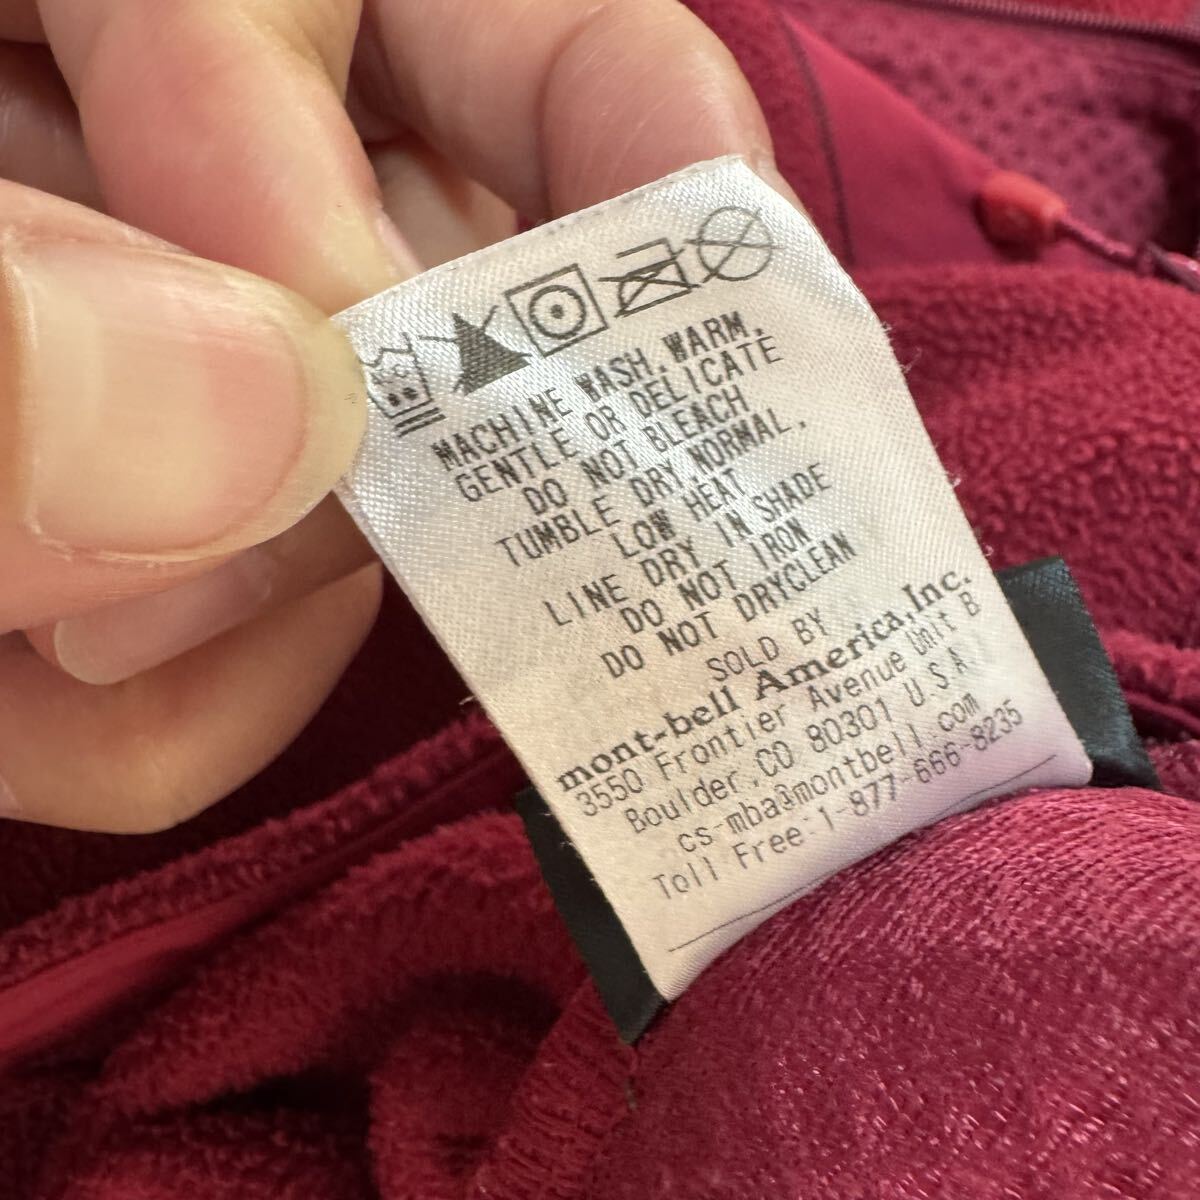 MACHINE WASH.WARM.
GENTLE OR DELICATE
DO NOT BLEACH
TUMBLE DRY.NORMAL.
LOW HEAT
LINE DRY IN SHADE
DO NOT IRON
DO NOT DRYCLEAN
SOLD BY
mont-bell America,Inc.
3550 Frontier Avenue Unit B
Boulder,CO 80301 U.S.A.
cs-mba@montbell.com
Toll Free:1-877-666-8235